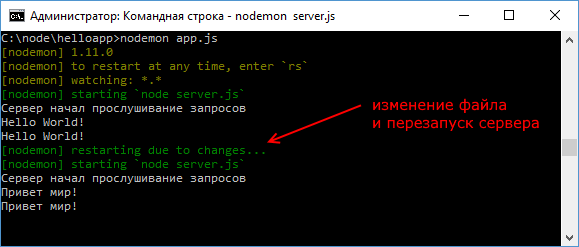 Администратор: Командная строка - nodemon  server.js
C:\node\helloapp>nodemon app.js
[nodemon] 1.11.0
[nodemon] to restart at any time, enter `rs`
[nodemon] watching: *.*
[nodemon] starting `node server.js`
Сервер начал прослушивание запросов
Hello World!
Hello World!
[nodemon] restarting due to changes...
[nodemon] starting `node server.js`
Сервер начал прослушивание запросов
Привет мир!
Привет мир!
изменение файла
и перезапуск сервера